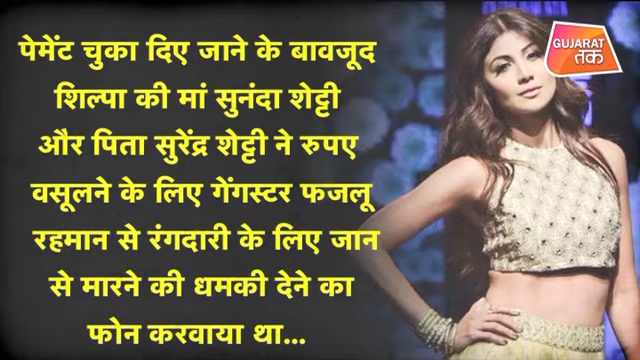 GUJARAT
तक
पेमेंट चुका दिए जाने के बावजूद
शिल्पा की मां सुनंदा शेट्टी
और पिता सुरेंद्र शेट्टी ने रुपए
वसूलने के लिए गेंगस्टर फजलू
रहमान से रंगदारी के लिए जान
से मारने की धमकी देने का
फोन करवाया था...